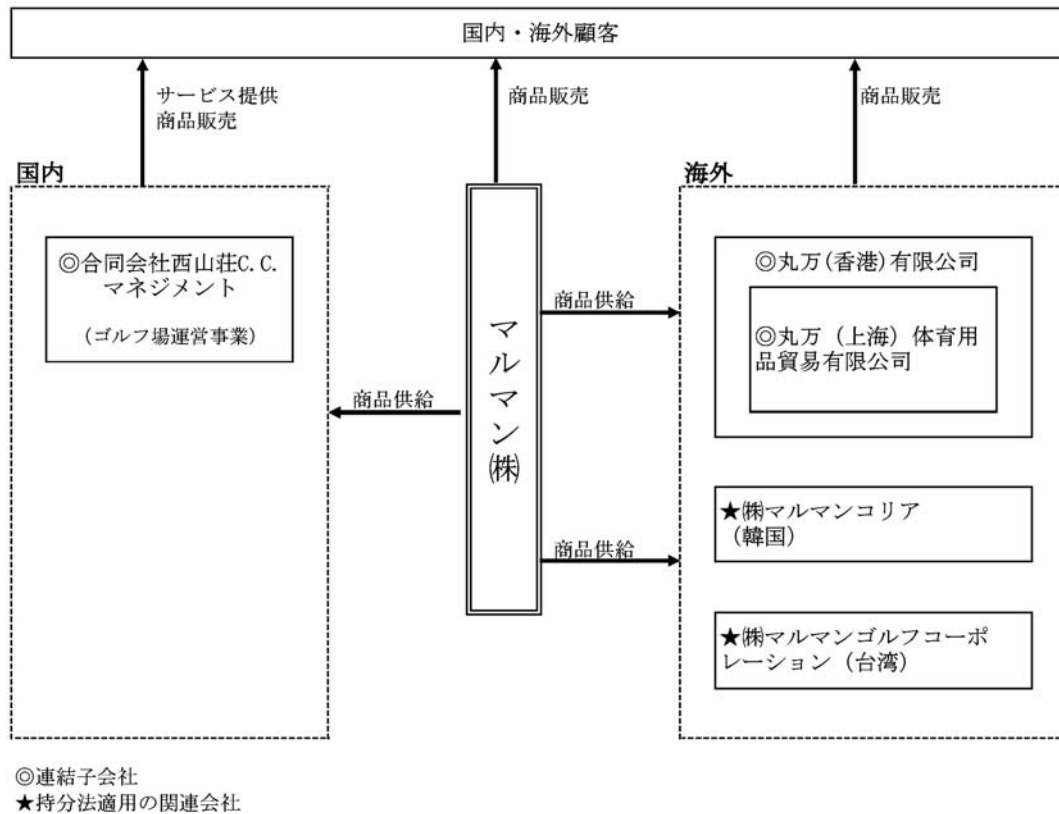 国内・海外顧客
サービス提供
商品販売
商品販売
商品販売
国内
海外
◎合同会社西山荘C.C.
マネジメント
(ゴルフ場運営事業)
マルマン㈱
商品供給
商品供給
商品供給
◎丸万(香港)有限公司
◎丸万（上海）体育用
品貿易有限公司
★㈱マルマンコリア
（韓国）
★㈱マルマンゴルフコーポ
レーション（台湾）
◎連結子会社
★持分法適用の関連会社